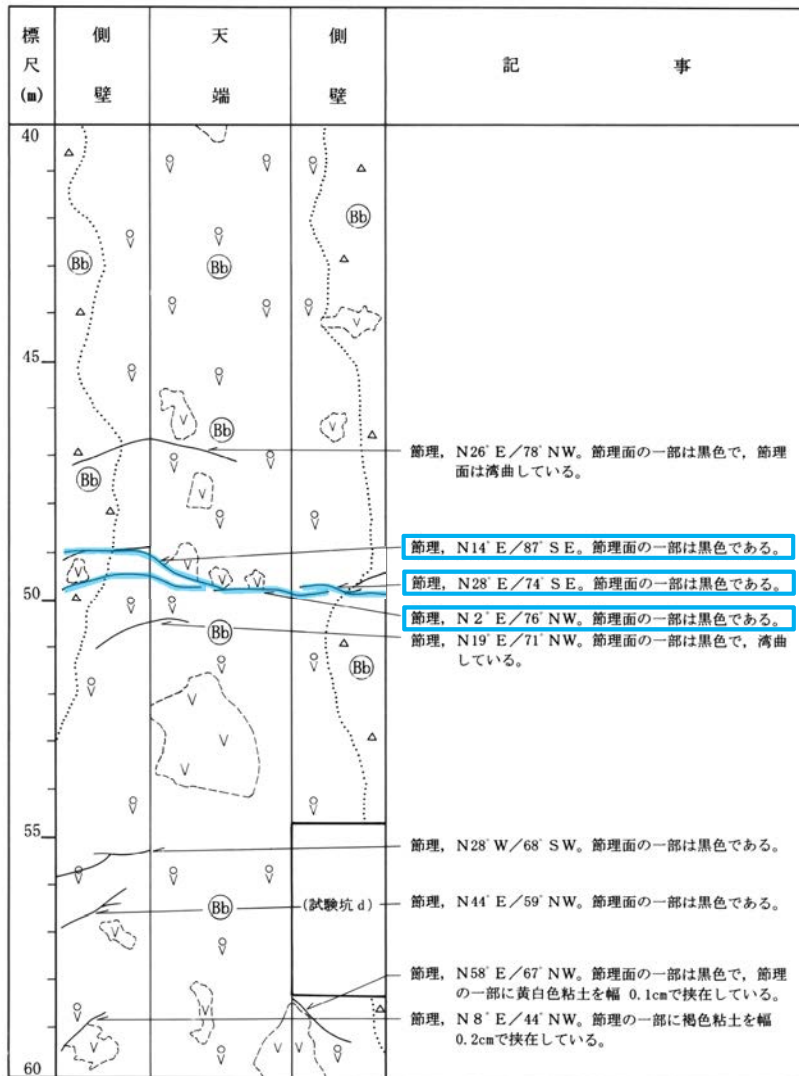 標尺(m)
側壁
天端
側壁
記事
40
Bb
Bb
Bb
V
45
V
V
Bb
節理，N26°E／78°NW。節理面の一部は黒色で，節理
面は湾曲している。
Bb
V
節理，N14°E／87°SE。節理面の一部は黒色である。
V
V
V
V
節理，N28°E／74°SE。節理面の一部は黒色である。
50
節理，N2°E／76°NW。節理面の一部は黒色である。
Bb
節理，N19°E／71°NW。節理面の一部は黒色で，湾曲
している。
Bb
V
V
V
55
節理，N28°W／68°SW。節理面の一部は黒色である。
Bb
(試験坑d)
節理，N44°E／59°NW。節理面の一部は黒色である。
V
節理，N58°E／67°NW。節理面の一部は黒色で，節理
の一部に黄白色粘土を幅 0.1cmで挟在している。
V
節理，N8°E／44°NW。節理の一部に褐色粘土を幅
0.2cmで挟在している。
V
V
60